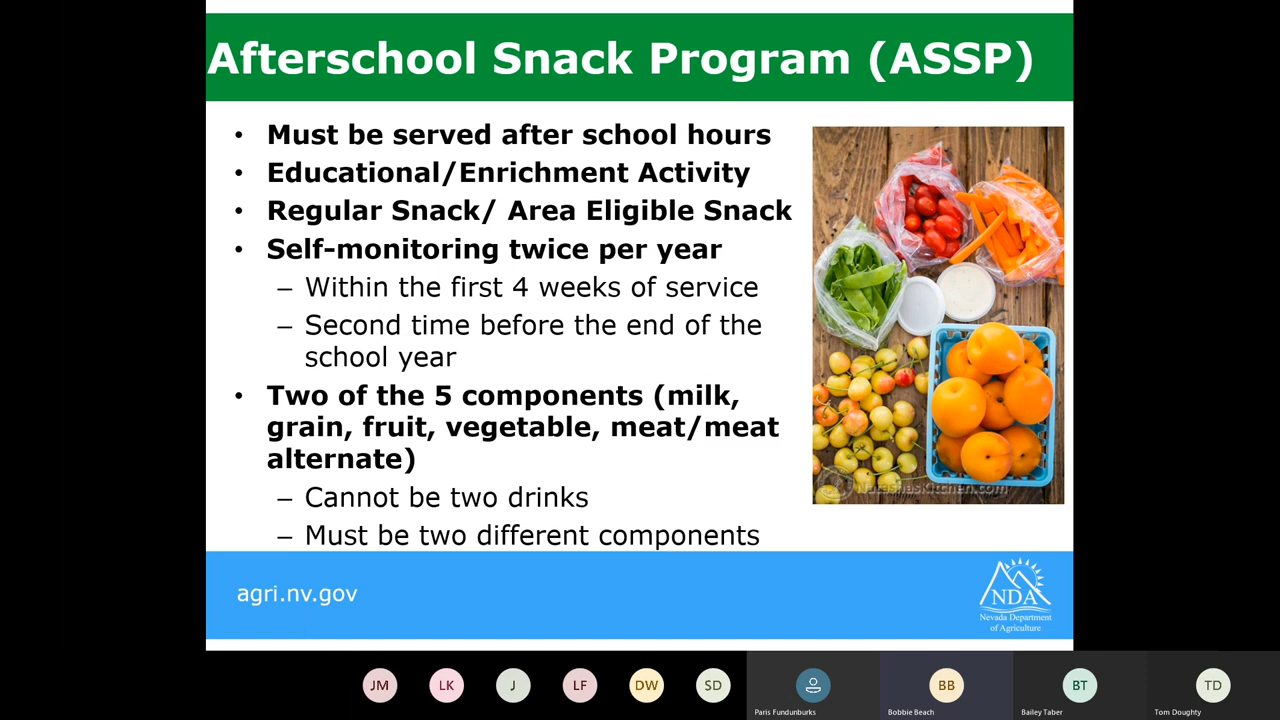 Afterschool Snack Program (ASSP)
• Must be served after school hours
• Educational/Enrichment Activity
• Regular Snack/ Area Eligible Snack
• Self-monitoring twice per year
– Within the first 4 weeks of service
– Second time before the end of the
school year
• Two of the 5 components (milk,
grain, fruit, vegetable, meat/meat
alternate)
– Cannot be two drinks
– Must be two different components
NatashasKitchen.com
agri.nv.gov
NDA
Nevada Department
of Agriculture
JM LK J LF DW SD BB BT TD
Paris Fundunburks Bobbie Beach Bailey Taber Tom Doughty